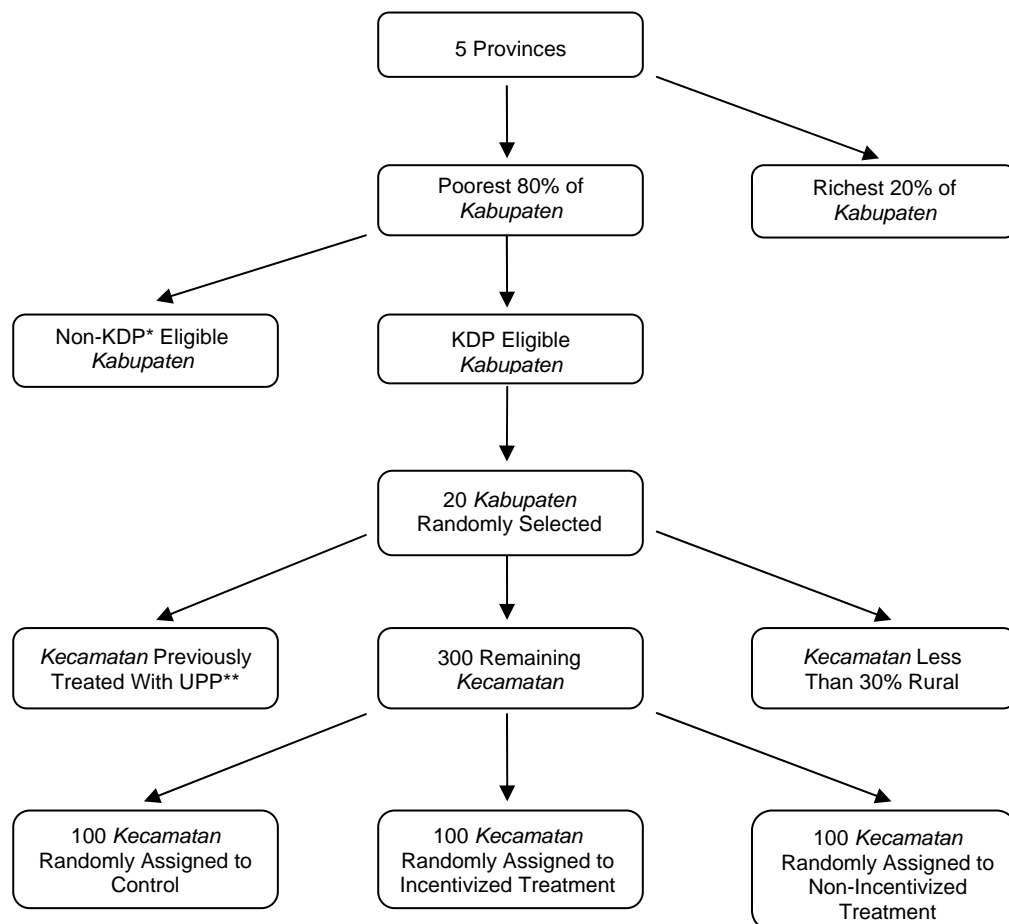 5 Provinces
Poorest 80% of
Kabupaten
Richest 20% of
Kabupaten
Non-KDP* Eligible
Kabupaten
KDP Eligible
Kabupaten
20 Kabupaten
Randomly Selected
Kecamatan Previously
Treated With UPP**
300 Remaining
Kecamatan
Kecamatan Less
Than 30% Rural
100 Kecamatan
Randomly Assigned to
Control
100 Kecamatan
Randomly Assigned to
Incentivized Treatment
100 Kecamatan
Randomly Assigned to
Non-Incentivized
Treatment